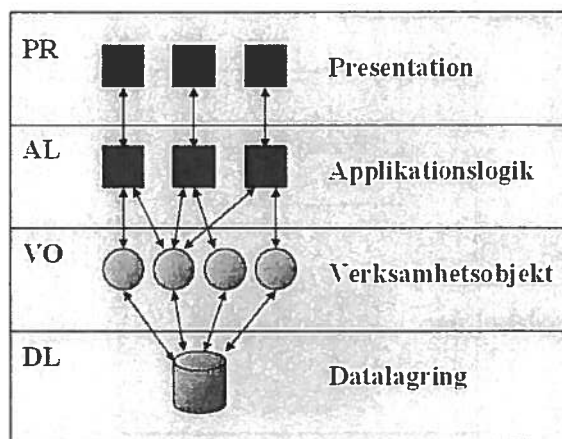 PR
Presentation
AL
Applikationslogik
VO
Verksamhetsobjekt
DL
Datalagring